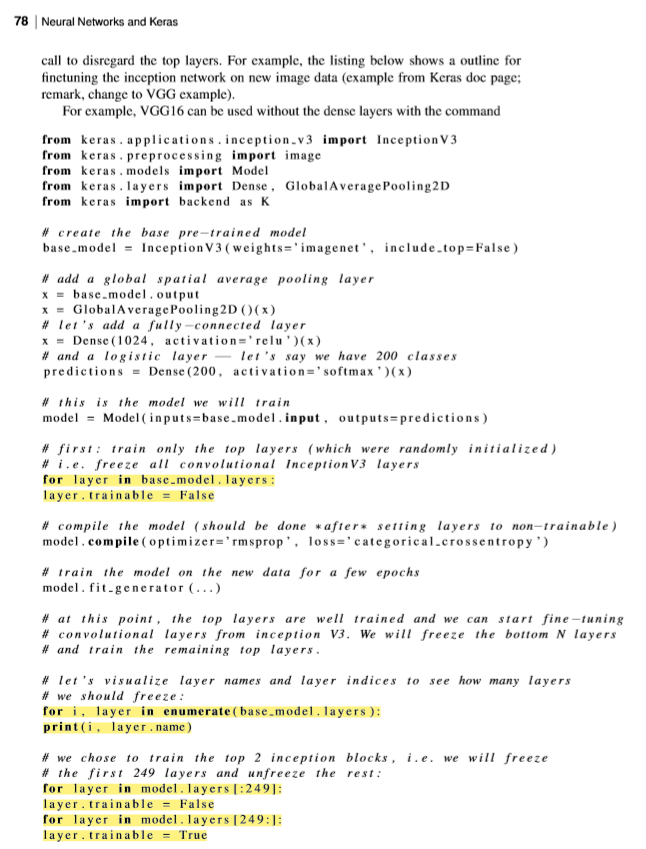 78 | Neural Networks and Keras
call to disregard the top layers. For example, the listing below shows a outline for
finetuning the inception network on new image data (example from Keras doc page;
remark, change to VGG example).
For example, VGG16 can be used without the dense layers with the command
from keras.applications.inception_v3 import InceptionV3
from keras.preprocessing import image
from keras.models import Model
from keras.layers import Dense, GlobalAveragePooling2D
from keras import backend as K
# create the base pre-trained model
base_model = InceptionV3(weights='imagenet', include_top=False)
# add a global spatial average pooling layer
x = base_model.output
x = GlobalAveragePooling2D()(x)
# let's add a fully-connected layer
x = Dense(1024, activation='relu')(x)
# and a logistic layer — let's say we have 200 classes
predictions = Dense(200, activation='softmax')(x)
# this is the model we will train
model = Model(inputs=base_model.input, outputs=predictions)
# first: train only the top layers (which were randomly initialized)
# i.e. freeze all convolutional InceptionV3 layers
for layer in base_model.layers:
layer.trainable = False
# compile the model (should be done *after* setting layers to non-trainable)
model.compile(optimizer='rmsprop', loss='categorical_crossentropy')
# train the model on the new data for a few epochs
model.fit_generator(...)
# at this point, the top layers are well trained and we can start fine-tuning
# convolutional layers from inception V3. We will freeze the bottom N layers
# and train the remaining top layers.
# let's visualize layer names and layer indices to see how many layers
# we should freeze:
for i, layer in enumerate(base_model.layers):
print(i, layer.name)
# we chose to train the top 2 inception blocks, i.e. we will freeze
# the first 249 layers and unfreeze the rest:
for layer in model.layers[:249]:
layer.trainable = False
for layer in model.layers[249:]:
layer.trainable = True